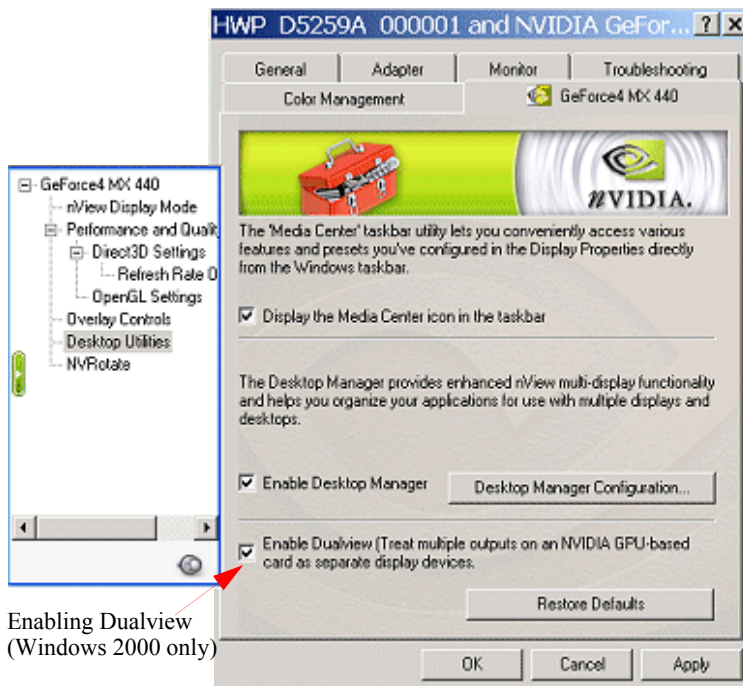 HWP D5259A 000001 and NVIDIA GeFor...
General
Adapter
Monitor
Troubleshooting
Color Management
GeForce4 MX 440
nVIDIA.
GeForce4 MX 440
nView Display Mode
Performance and Qualit
Direct3D Settings
Refresh Rate O
OpenGL Settings
Overlay Controls
Desktop Utilities
NVRotate
The 'Media Center' taskbar utility lets you conveniently access various
features and presets you've configured in the Display Properties directly
from the Windows taskbar.
Display the Media Center icon in the taskbar
The Desktop Manager provides enhanced nView multi-display functionality
and helps you organize your applications for use with multiple displays and
desktops.
Enable Desktop Manager
Desktop Manager Configuration...
Enable Dualview (Treat multiple outputs on an NVIDIA GPU-based
card as separate display devices.
Restore Defaults
Enabling Dualview
(Windows 2000 only)
OK
Cancel
Apply